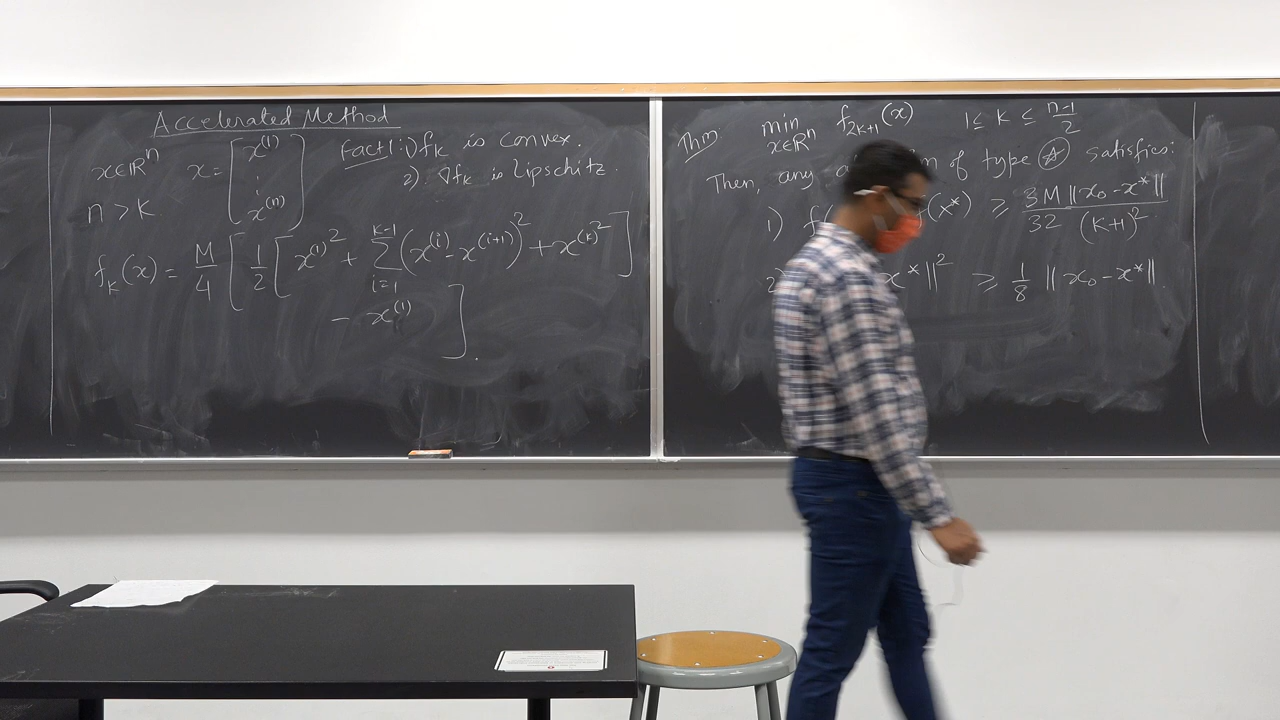 Accelerated Method
x∈ℝⁿ x = [x⁽¹⁾ ⋮ x⁽ⁿ⁾]
n > k
Fact 1: 1) f_k is convex.
2). ∇f_k is Lipschitz.
f_k(x) = M/4 [ 1/2 [ x⁽¹⁾² + Σ_{i=1}^{k-1} (x⁽ⁱ⁾ - x⁽ⁱ⁺¹⁾)² + x⁽ᵏ⁾² ]
- x⁽¹⁾ ].
Thm min_{x∈ℝⁿ} f_{2k+1}(x) 1 ≤ k ≤ (n-1)/2
Then, any of type Ⓐ satisfies:
1) f (x*) ≥ 3M ‖x₀ - x*‖ / 32 (k+1)²
2) x*‖² ≥ 1/8 ‖x₀ - x*‖.